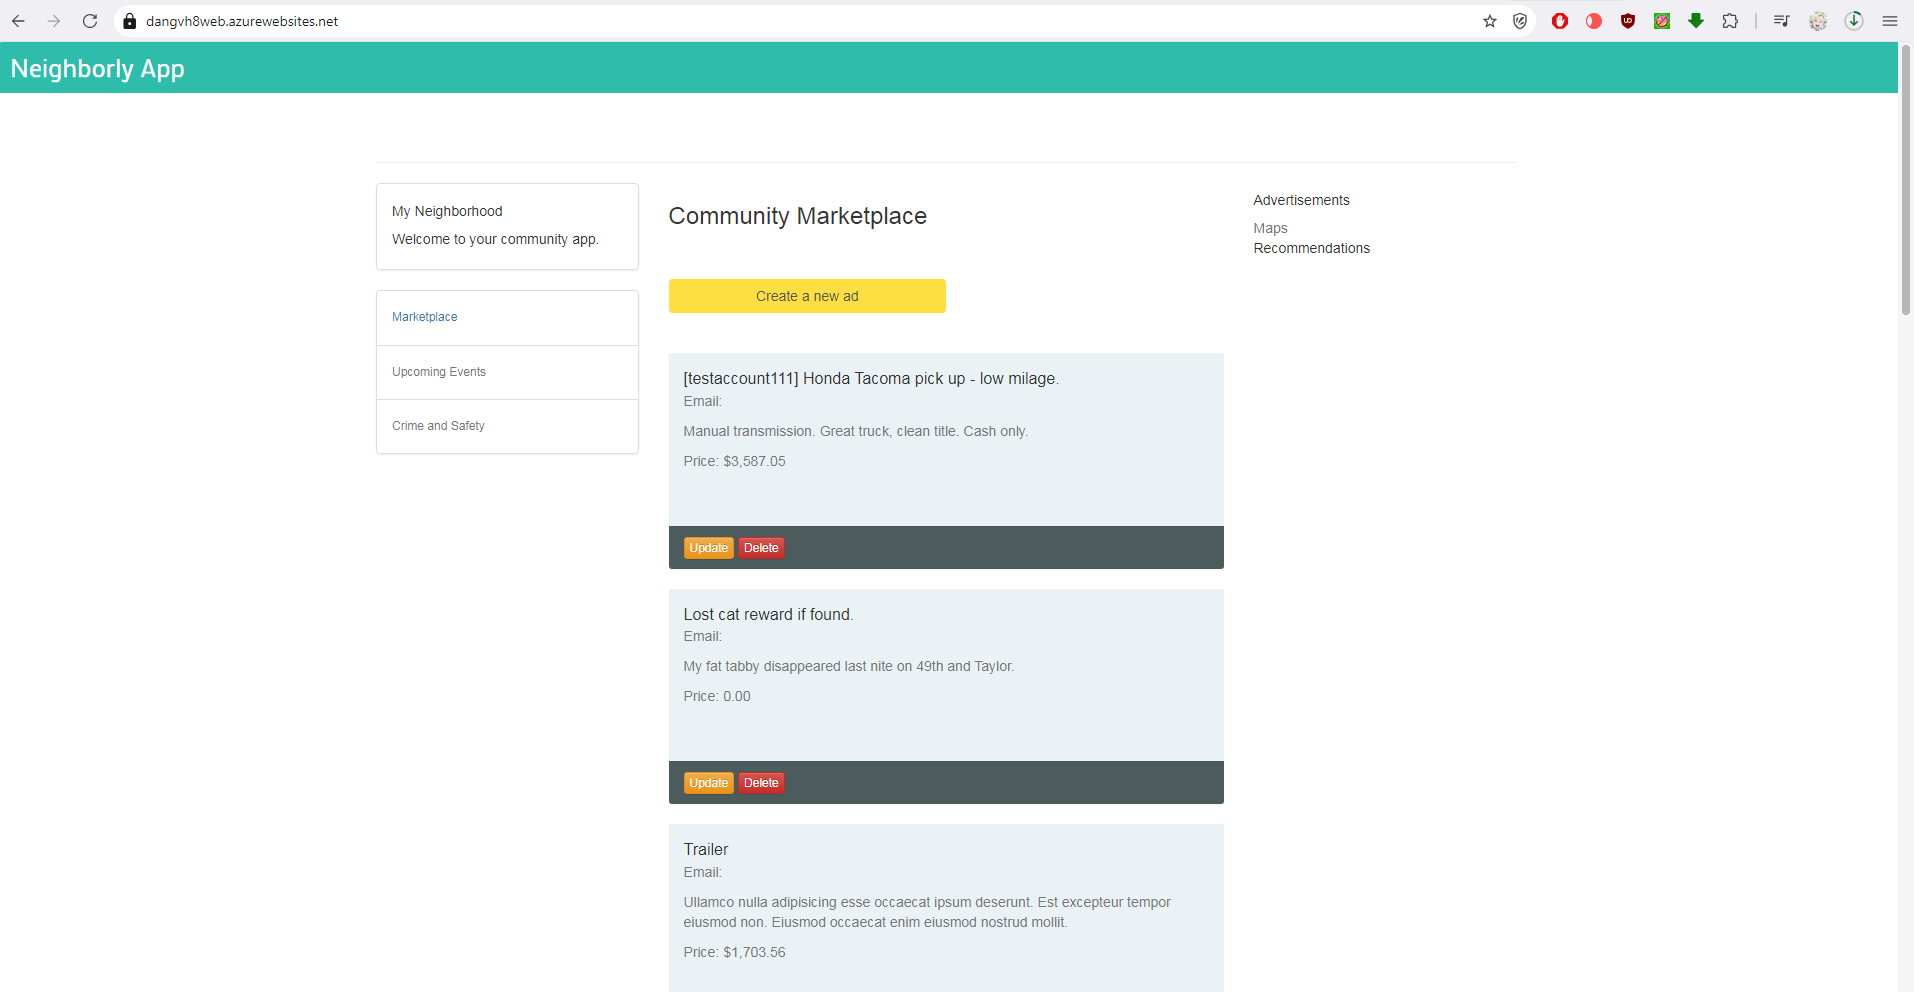 dangvh8web.azurewebsites.net
Neighborly App
My Neighborhood
Welcome to your community app.
Marketplace
Upcoming Events
Crime and Safety
Community Marketplace
Create a new ad
[testaccount111] Honda Tacoma pick up - low milage.
Email:
Manual transmission. Great truck, clean title. Cash only.
Price: $3,587.05
Update Delete
Lost cat reward if found.
Email:
My fat tabby disappeared last nite on 49th and Taylor.
Price: 0.00
Update Delete
Trailer
Email:
Ullamco nulla adipisicing esse occaecat ipsum deserunt. Est excepteur tempor
eiusmod non. Eiusmod occaecat enim eiusmod nostrud mollit.
Price: $1,703.56
Advertisements
Maps
Recommendations